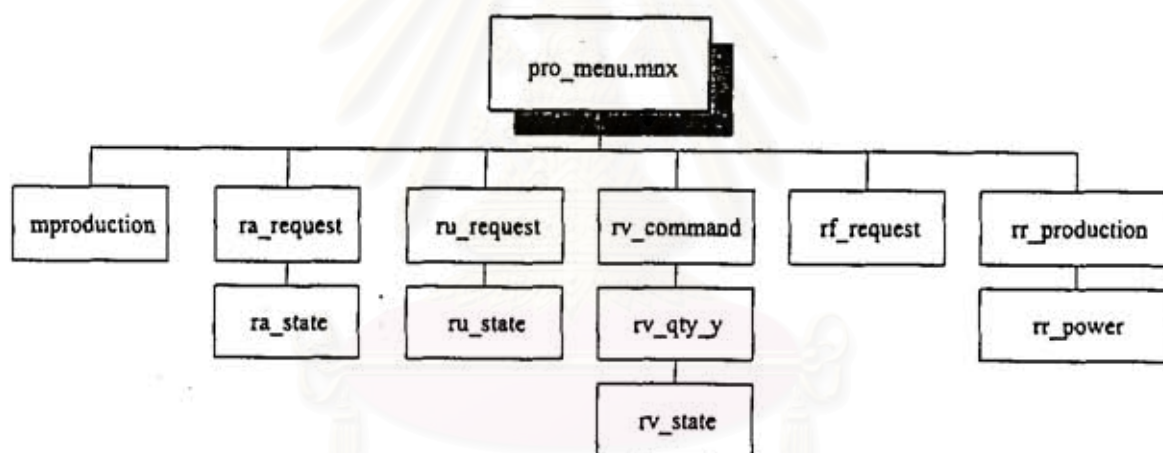 pro_menu.mnx
mproduction ra_request ru_request rv_command rf_request rr_production
ra_state ru_state rv_qty_y rr_power
rv_state